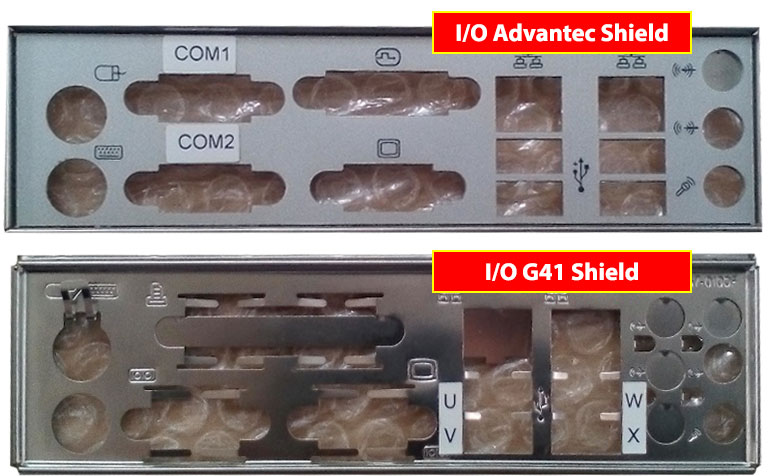 I/O Advantec Shield
COM1
COM2
I/O G41 Shield
U
V
W
X